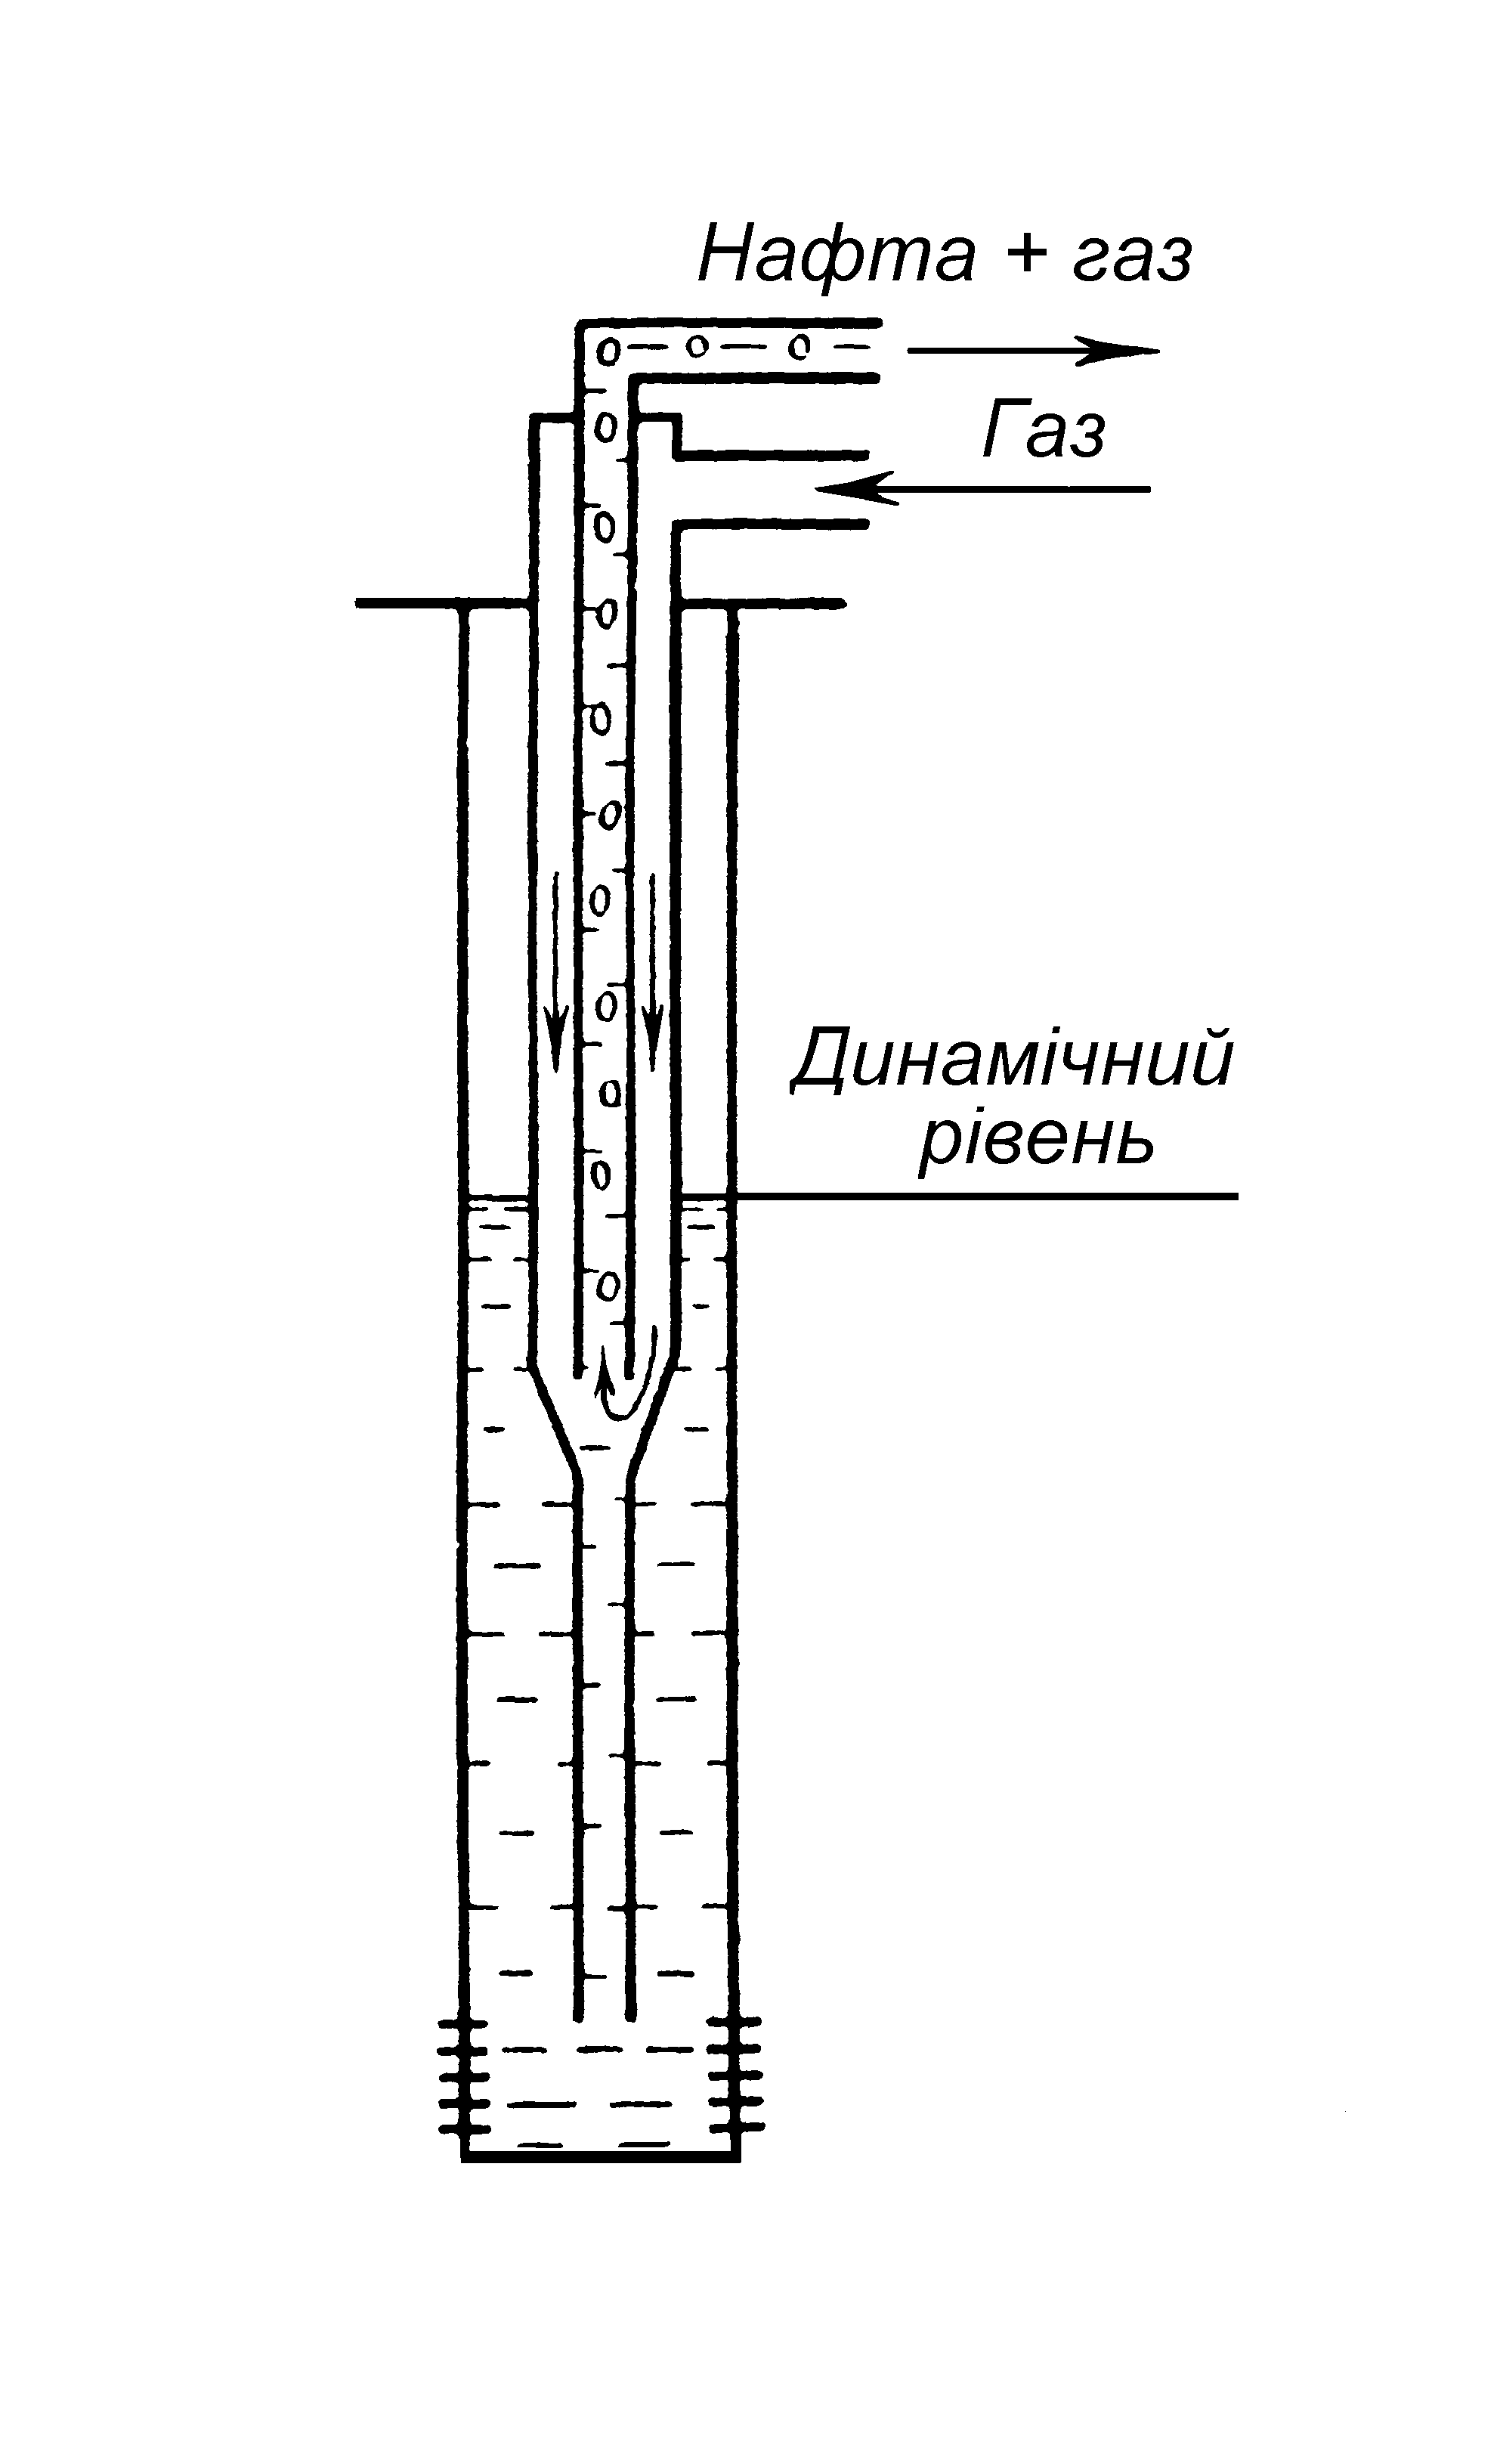 Нафта + газ
Газ
Динамічний
рівень